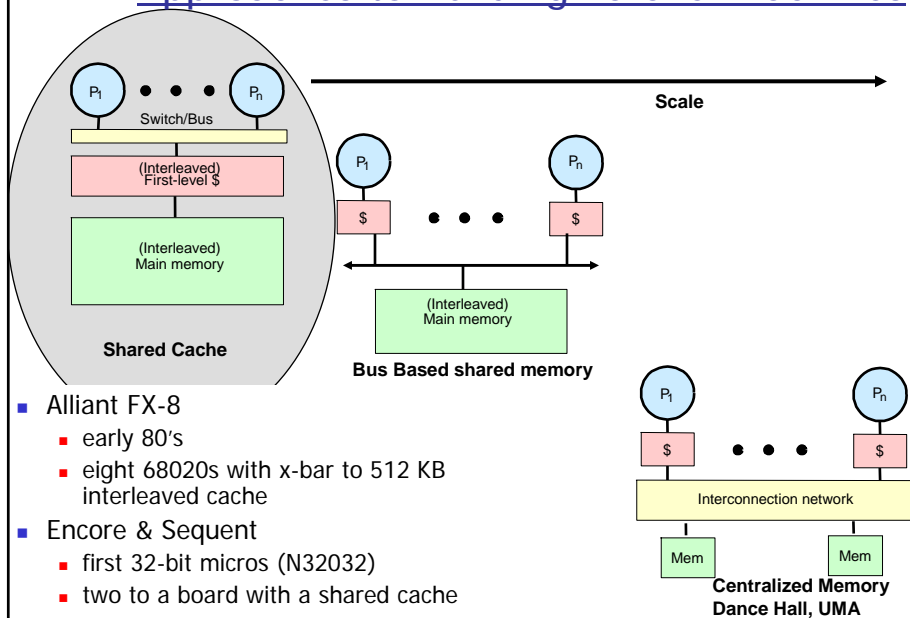 P1
Pn
Switch/Bus
(Interleaved)
First-level $
(Interleaved)
Main memory
Shared Cache
Scale
P1
Pn
$
$
(Interleaved)
Main memory
Bus Based shared memory
P1
Pn
$
$
Interconnection network
Mem
Mem
Centralized Memory
Dance Hall, UMA
Alliant FX-8
early 80's
eight 68020s with x-bar to 512 KB
interleaved cache
Encore & Sequent
first 32-bit micros (N32032)
two to a board with a shared cache